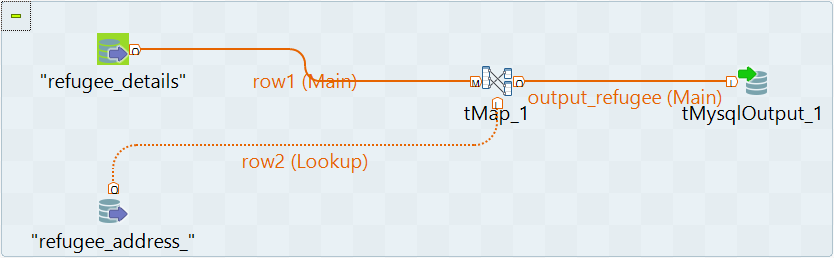 "refugee_details"
row1 (Main)
M
O
tMap_1
output_refugee (Main)
tMysqlOutput_1
row2 (Lookup)
"refugee_address_"